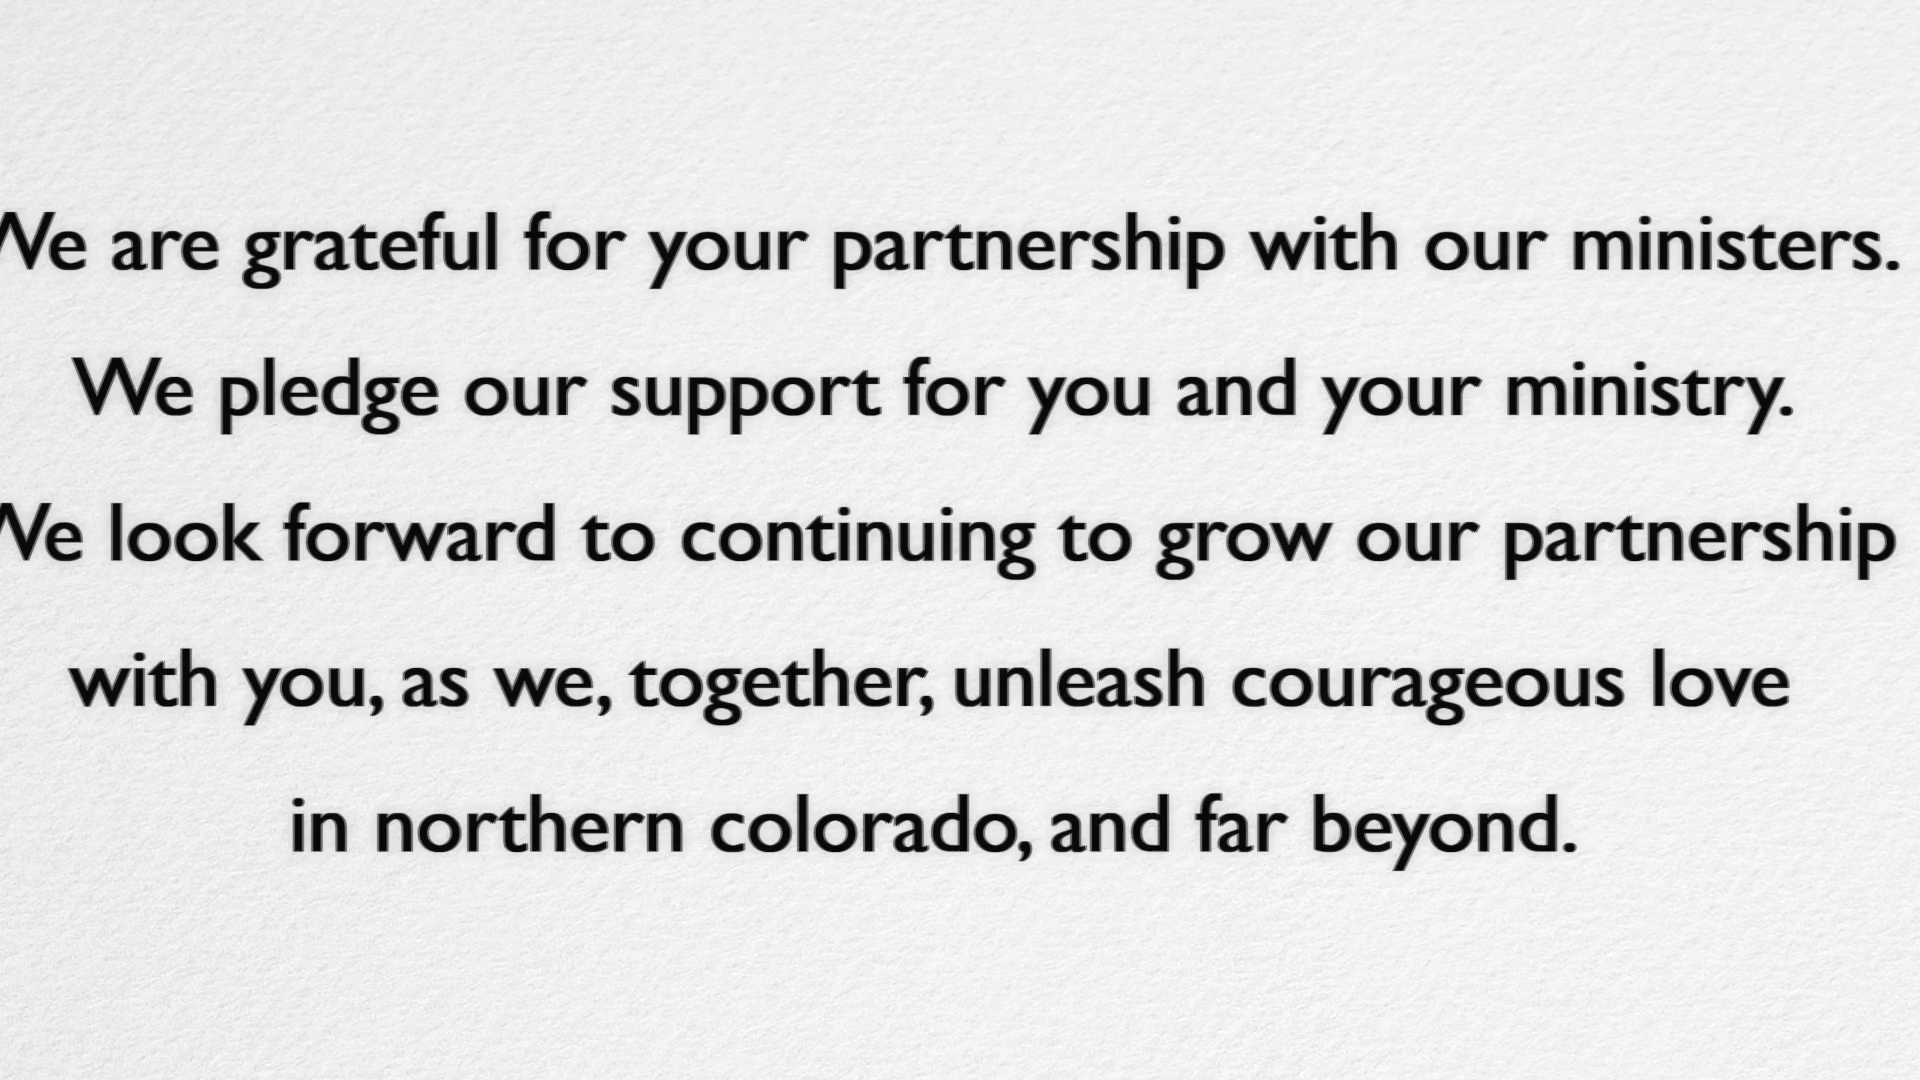 We are grateful for your partnership with our ministers.
We pledge our support for you and your ministry.
We look forward to continuing to grow our partnership
with you, as we, together, unleash courageous love
in northern colorado, and far beyond.